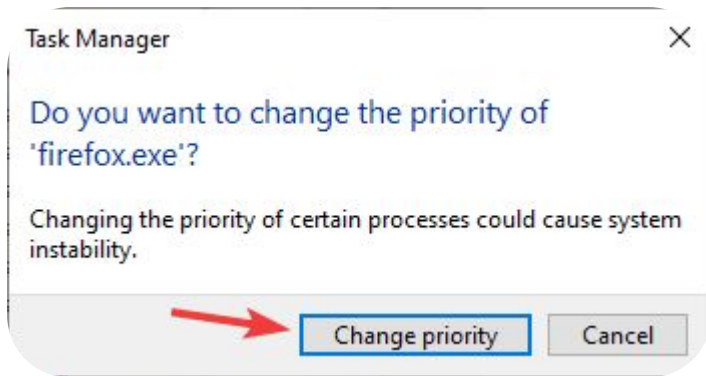 Task Manager
Do you want to change the priority of
'firefox.exe'?
Changing the priority of certain processes could cause system
instability.
Change priority
Cancel